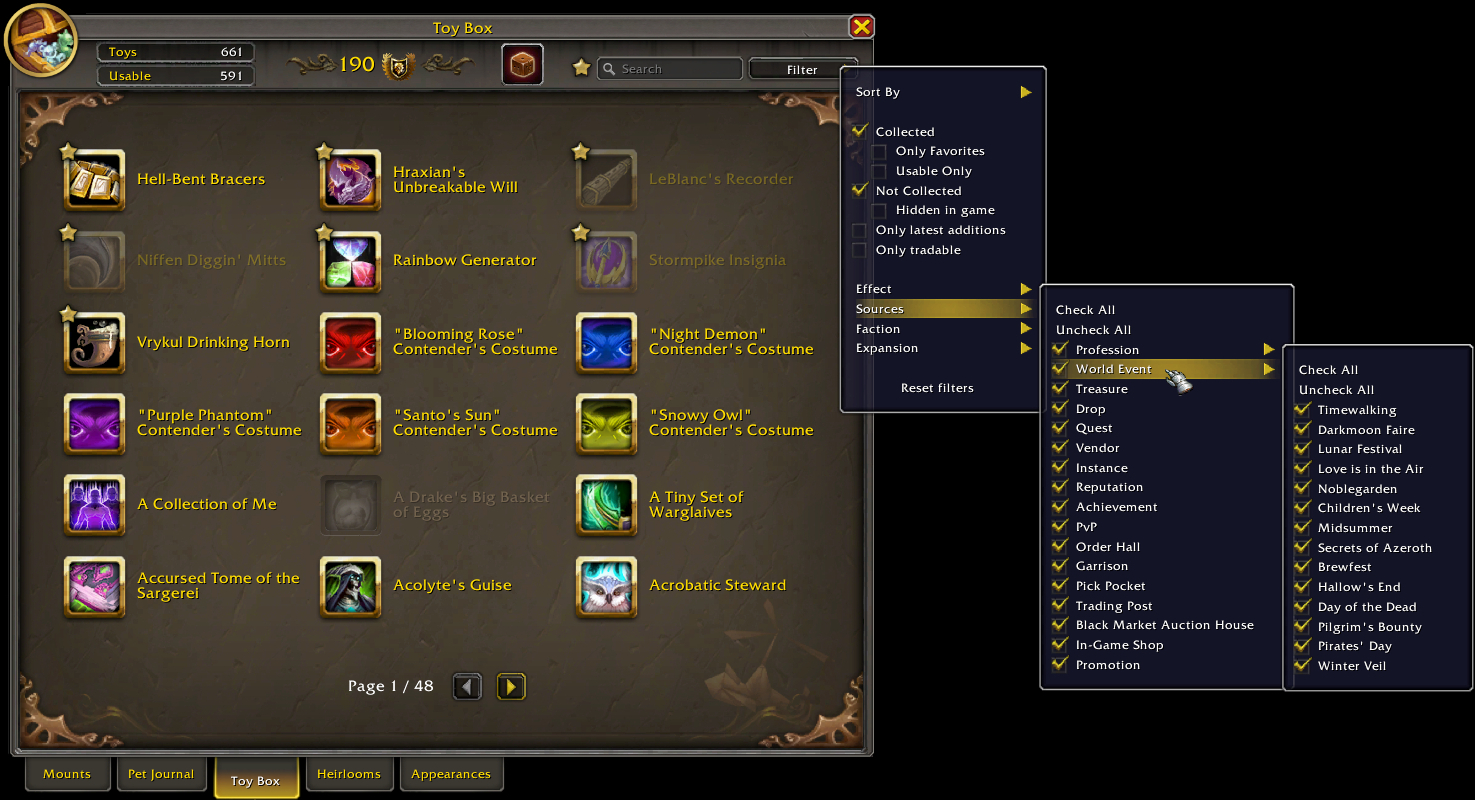 Toy Box
Toys 661
Usable 591
190
Search
Filter
Hell-Bent Bracers
Hraxian's
Unbreakable Will
LeBlanc's Recorder
Niffen Diggin' Mitts
Rainbow Generator
Stormpike Insignia
Vrykul Drinking Horn
"Blooming Rose"
Contender's Costume
"Night Demon"
Contender's Costume
"Purple Phantom"
Contender's Costume
"Santo's Sun"
Contender's Costume
"Snowy Owl"
Contender's Costume
A Collection of Me
A Drake's Big Basket
of Eggs
A Tiny Set of
Warglaives
Accursed Tome of the
Sargerei
Acolyte's Guise
Acrobatic Steward
Page 1 / 48
Mounts
Pet Journal
Toy Box
Heirlooms
Appearances
Sort By
Collected
Only Favorites
Usable Only
Not Collected
Hidden in game
Only latest additions
Only tradable
Effect
Sources
Faction
Expansion
Reset filters
Check All
Uncheck All
Profession
World Event
Treasure
Drop
Quest
Vendor
Instance
Reputation
Achievement
PvP
Order Hall
Garrison
Pick Pocket
Trading Post
Black Market Auction House
In-Game Shop
Promotion
Check All
Uncheck All
Timewalking
Darkmoon Faire
Lunar Festival
Love is in the Air
Noblegarden
Children's Week
Midsummer
Secrets of Azeroth
Brewfest
Hallow's End
Day of the Dead
Pilgrim's Bounty
Pirates' Day
Winter Veil